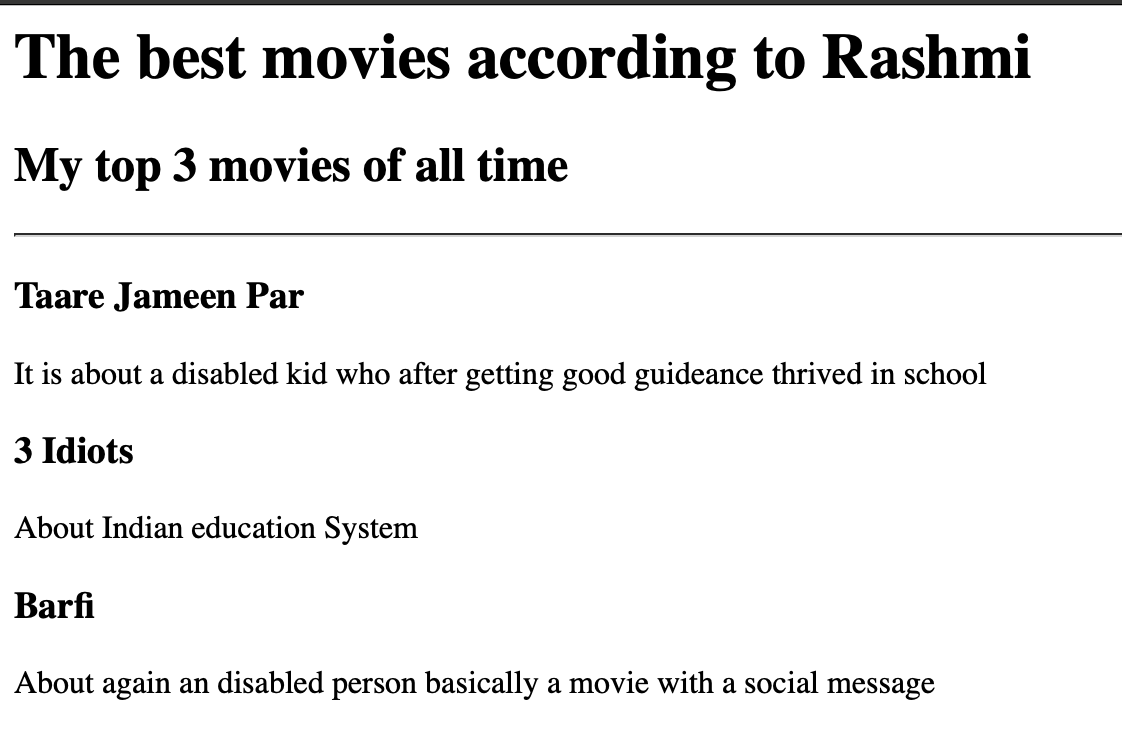 The best movies according to Rashmi
My top 3 movies of all time
Taare Jameen Par
It is about a disabled kid who after getting good guideance thrived in school
3 Idiots
About Indian education System
Barfi
About again an disabled person basically a movie with a social message